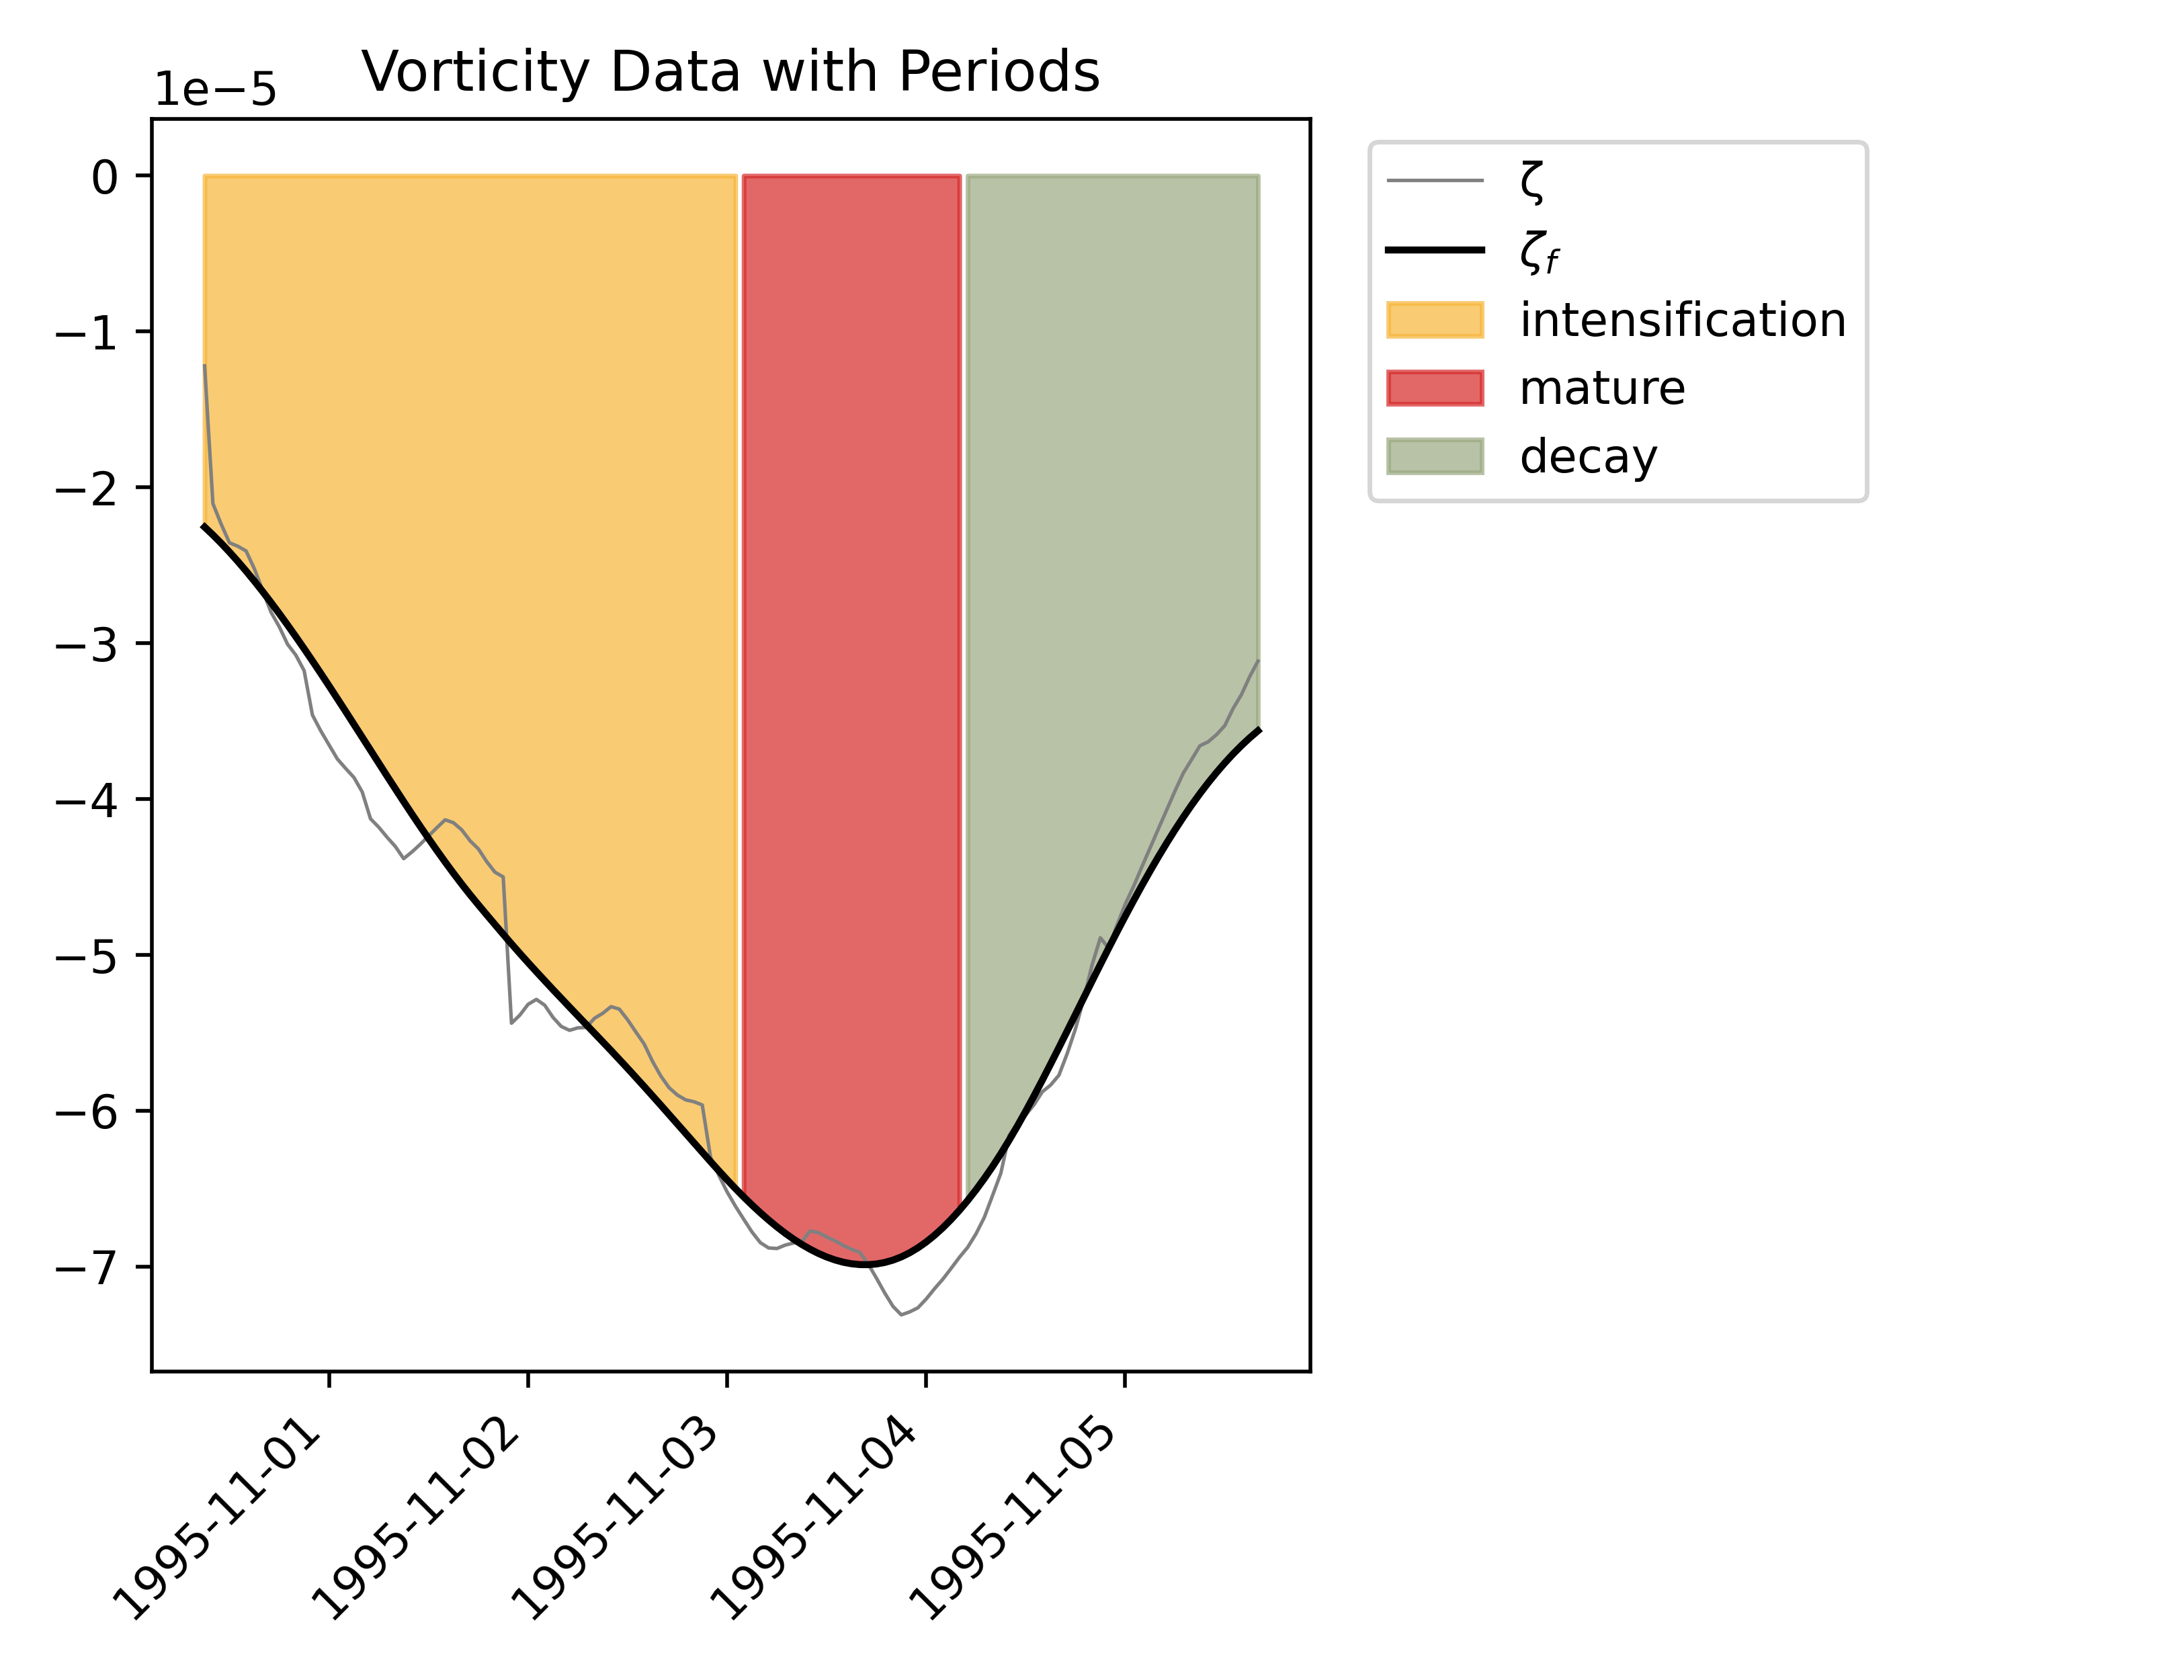 Vorticity Data with Periods
1e−5
0
−1
−2
−3
−4
−5
−6
−7
1995-11-01
1995-11-02
1995-11-03
1995-11-04
1995-11-05
ζ
ζf
intensification
mature
decay